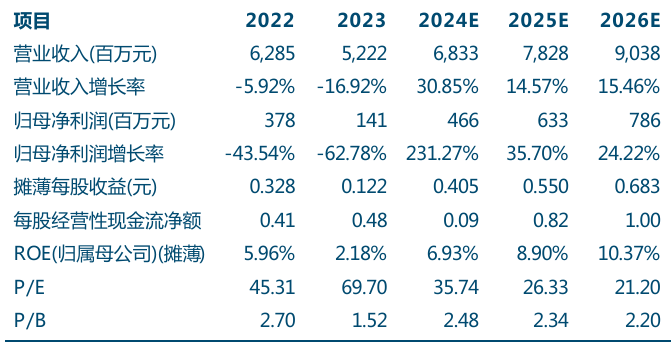 项目 2022 2023 2024E 2025E 2026E
营业收入(百万元) 6,285 5,222 6,833 7,828 9,038
营业收入增长率 -5.92% -16.92% 30.85% 14.57% 15.46%
归母净利润(百万元) 378 141 466 633 786
归母净利润增长率 -43.54% -62.78% 231.27% 35.70% 24.22%
摊薄每股收益(元) 0.328 0.122 0.405 0.550 0.683
每股经营性现金流净额 0.41 0.48 0.09 0.82 1.00
ROE(归属母公司)(摊薄) 5.96% 2.18% 6.93% 8.90% 10.37%
P/E 45.31 69.70 35.74 26.33 21.20
P/B 2.70 1.52 2.48 2.34 2.20